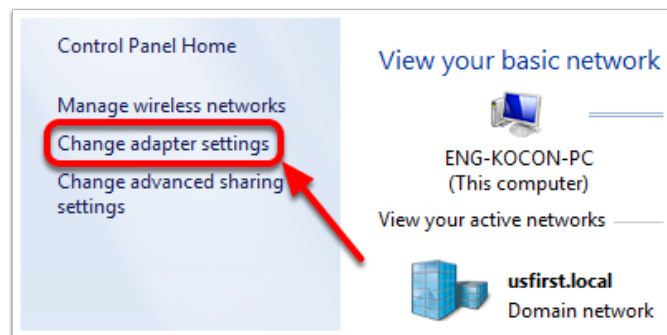 Control Panel Home
Manage wireless networks
Change adapter settings
Change advanced sharing
settings
View your basic network
ENG-KOCON-PC
(This computer)
View your active networks
usfirst.local
Domain network